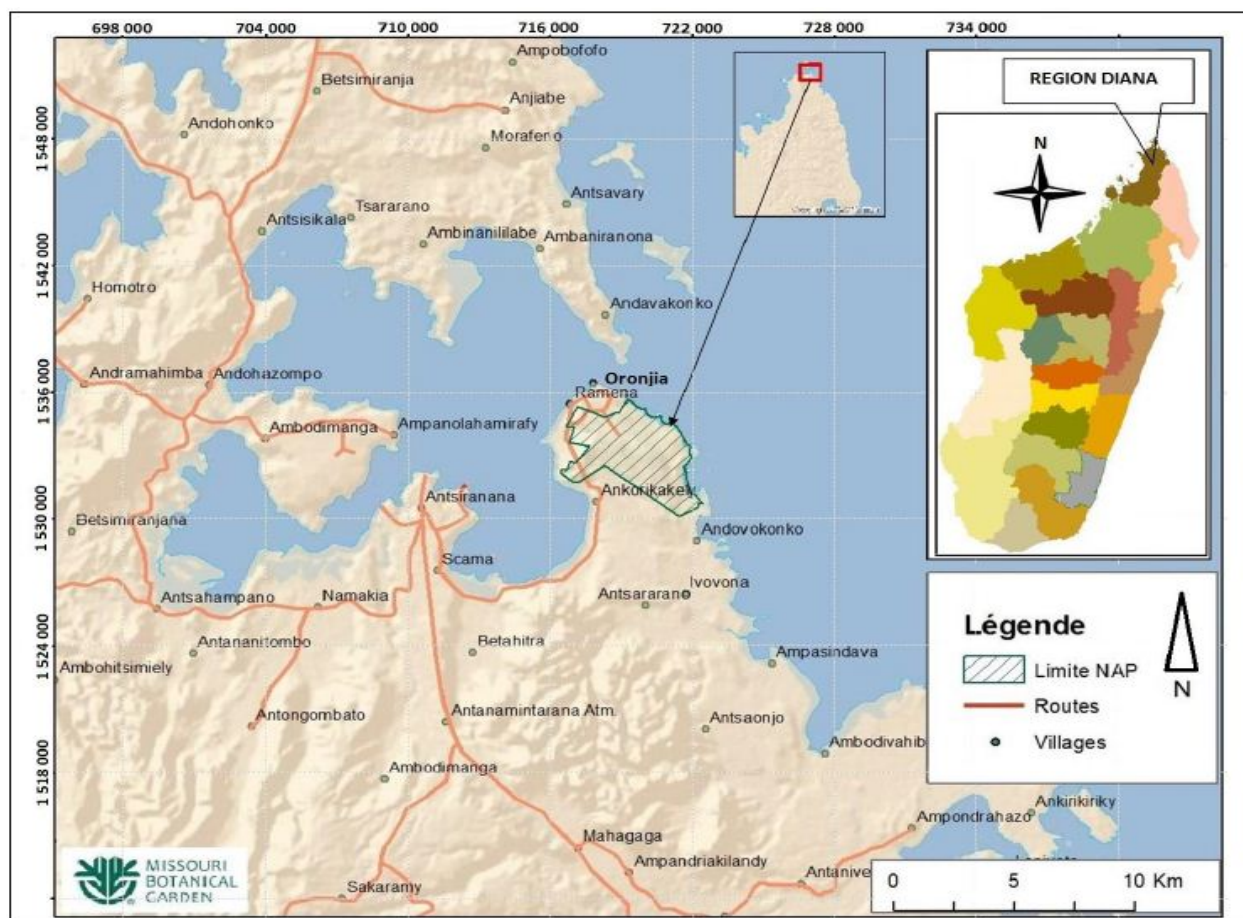 698 000
704 000
710 000
716 000
722 000
728 000
734 000
1 548 000
1 542 000
1 536 000
1 530 000
1 524 000
1 518 000
Ampobofofo
Betsimiranja
Anjiabe
Andohonko
Morafeno
Antsavary
Tsararano
Antsisikala
Ambinanililabe
Ambaniranona
Homotro
Andavakonko
Andramahimba
Andohazompo
Oronjia
Ramena
Ambodimanga
Ampanolahamirafy
Antsiranana
Ankorikakely
Betsimiranjana
Andovokonko
Scama
Ivovona
Antsararano
Antsahampano
Namakia
Antananitombo
Betahitra
Ampasindava
Ambohitsimiely
Antongombato
Antanamintarana Atm.
Antsaonjo
Ambodivahib
Ambodimanga
Ankirikiriky
Ampondrahazo
Mahagaga
Ampandriakilandy
Antanive
Sakaramy
REGION DIANA
N
Légende
Limite NAP
Routes
Villages
N
0 5 10 Km
MISSOURI
BOTANICAL
GARDEN